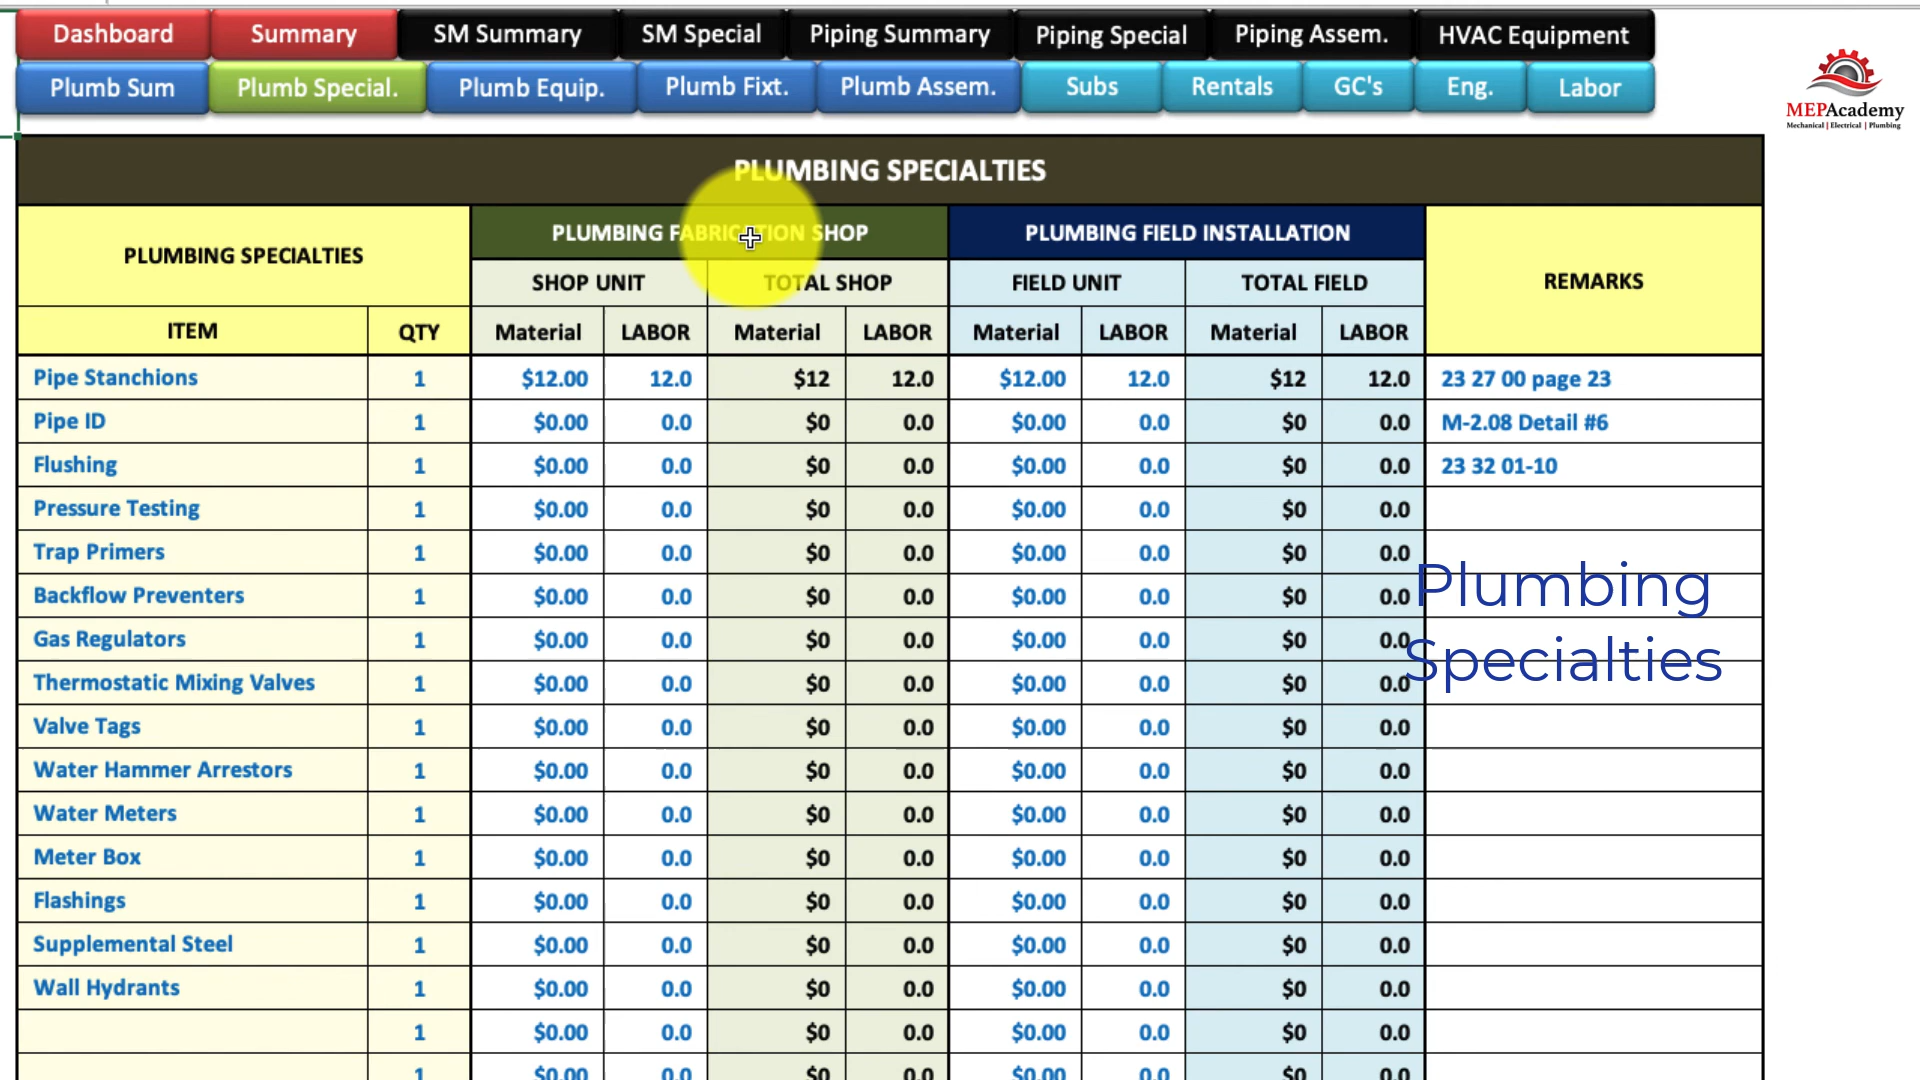 Dashboard Summary SM Summary SM Special Piping Summary Piping Special Piping Assem. HVAC Equipment
Plumb Sum Plumb Special. Plumb Equip. Plumb Fixt. Plumb Assem. Subs Rentals GC's Eng. Labor
MEPAcademy
Mechanical | Electrical | Plumbing
PLUMBING SPECIALTIES
PLUMBING SPECIALTIES PLUMBING FABRICATION SHOP PLUMBING FIELD INSTALLATION REMARKS
SHOP UNIT TOTAL SHOP FIELD UNIT TOTAL FIELD
ITEM QTY Material LABOR Material LABOR Material LABOR Material LABOR
Pipe Stanchions 1 $12.00 12.0 $12 12.0 $12.00 12.0 $12 12.0 23 27 00 page 23
Pipe ID 1 $0.00 0.0 $0 0.0 $0.00 0.0 $0 0.0 M-2.08 Detail #6
Flushing 1 $0.00 0.0 $0 0.0 $0.00 0.0 $0 0.0 23 32 01-10
Pressure Testing 1 $0.00 0.0 $0 0.0 $0.00 0.0 $0 0.0
Trap Primers 1 $0.00 0.0 $0 0.0 $0.00 0.0 $0 0.0
Backflow Preventers 1 $0.00 0.0 $0 0.0 $0.00 0.0 $0 0.0
Plumbing
Gas Regulators 1 $0.00 0.0 $0 0.0 $0.00 0.0 $0 0.0
Specialties
Thermostatic Mixing Valves 1 $0.00 0.0 $0 0.0 $0.00 0.0 $0 0.0
Valve Tags 1 $0.00 0.0 $0 0.0 $0.00 0.0 $0 0.0
Water Hammer Arrestors 1 $0.00 0.0 $0 0.0 $0.00 0.0 $0 0.0
Water Meters 1 $0.00 0.0 $0 0.0 $0.00 0.0 $0 0.0
Meter Box 1 $0.00 0.0 $0 0.0 $0.00 0.0 $0 0.0
Flashings 1 $0.00 0.0 $0 0.0 $0.00 0.0 $0 0.0
Supplemental Steel 1 $0.00 0.0 $0 0.0 $0.00 0.0 $0 0.0
Wall Hydrants 1 $0.00 0.0 $0 0.0 $0.00 0.0 $0 0.0
1 $0.00 0.0 $0 0.0 $0.00 0.0 $0 0.0
1 $0.00 0.0 $0 0.0 $0.00 0.0 $0 0.0